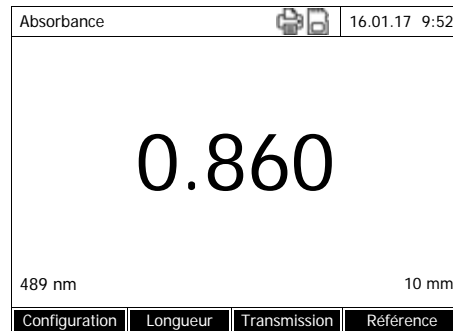 Absorbance 16.01.17 9:52
0.860
489 nm 10 mm
Configuration Longueur Transmission Référence